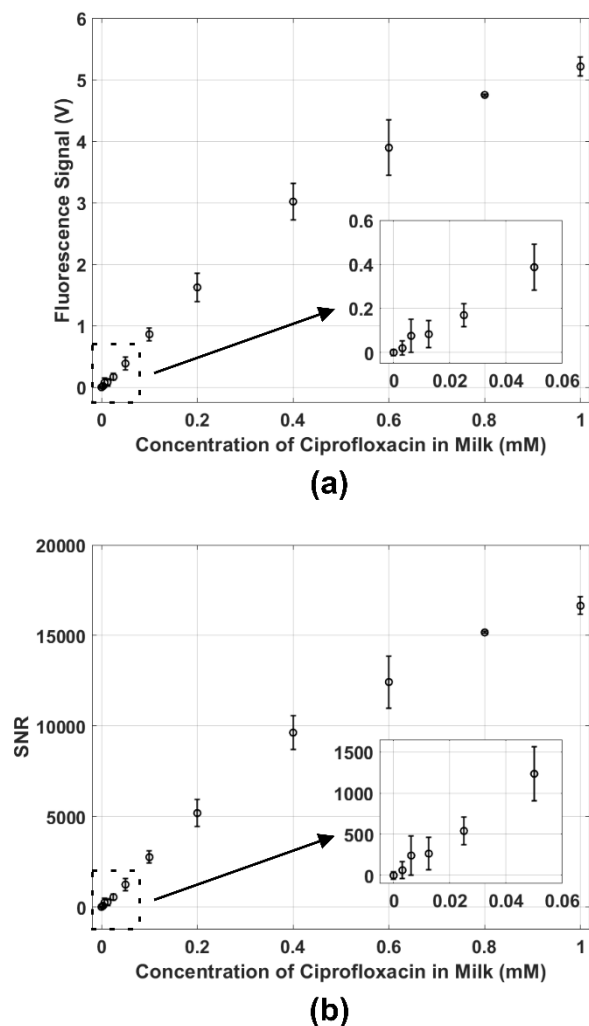 6
5
4
3
2
1
0
Fluorescence Signal (V)
0.6
0.4
0.2
0
0 0.02 0.04 0.06
0 0.2 0.4 0.6 0.8 1
Concentration of Ciprofloxacin in Milk (mM)
(a)
20000
15000
10000
5000
0
SNR
1500
1000
500
0
0 0.02 0.04 0.06
0 0.2 0.4 0.6 0.8 1
Concentration of Ciprofloxacin in Milk (mM)
(b)